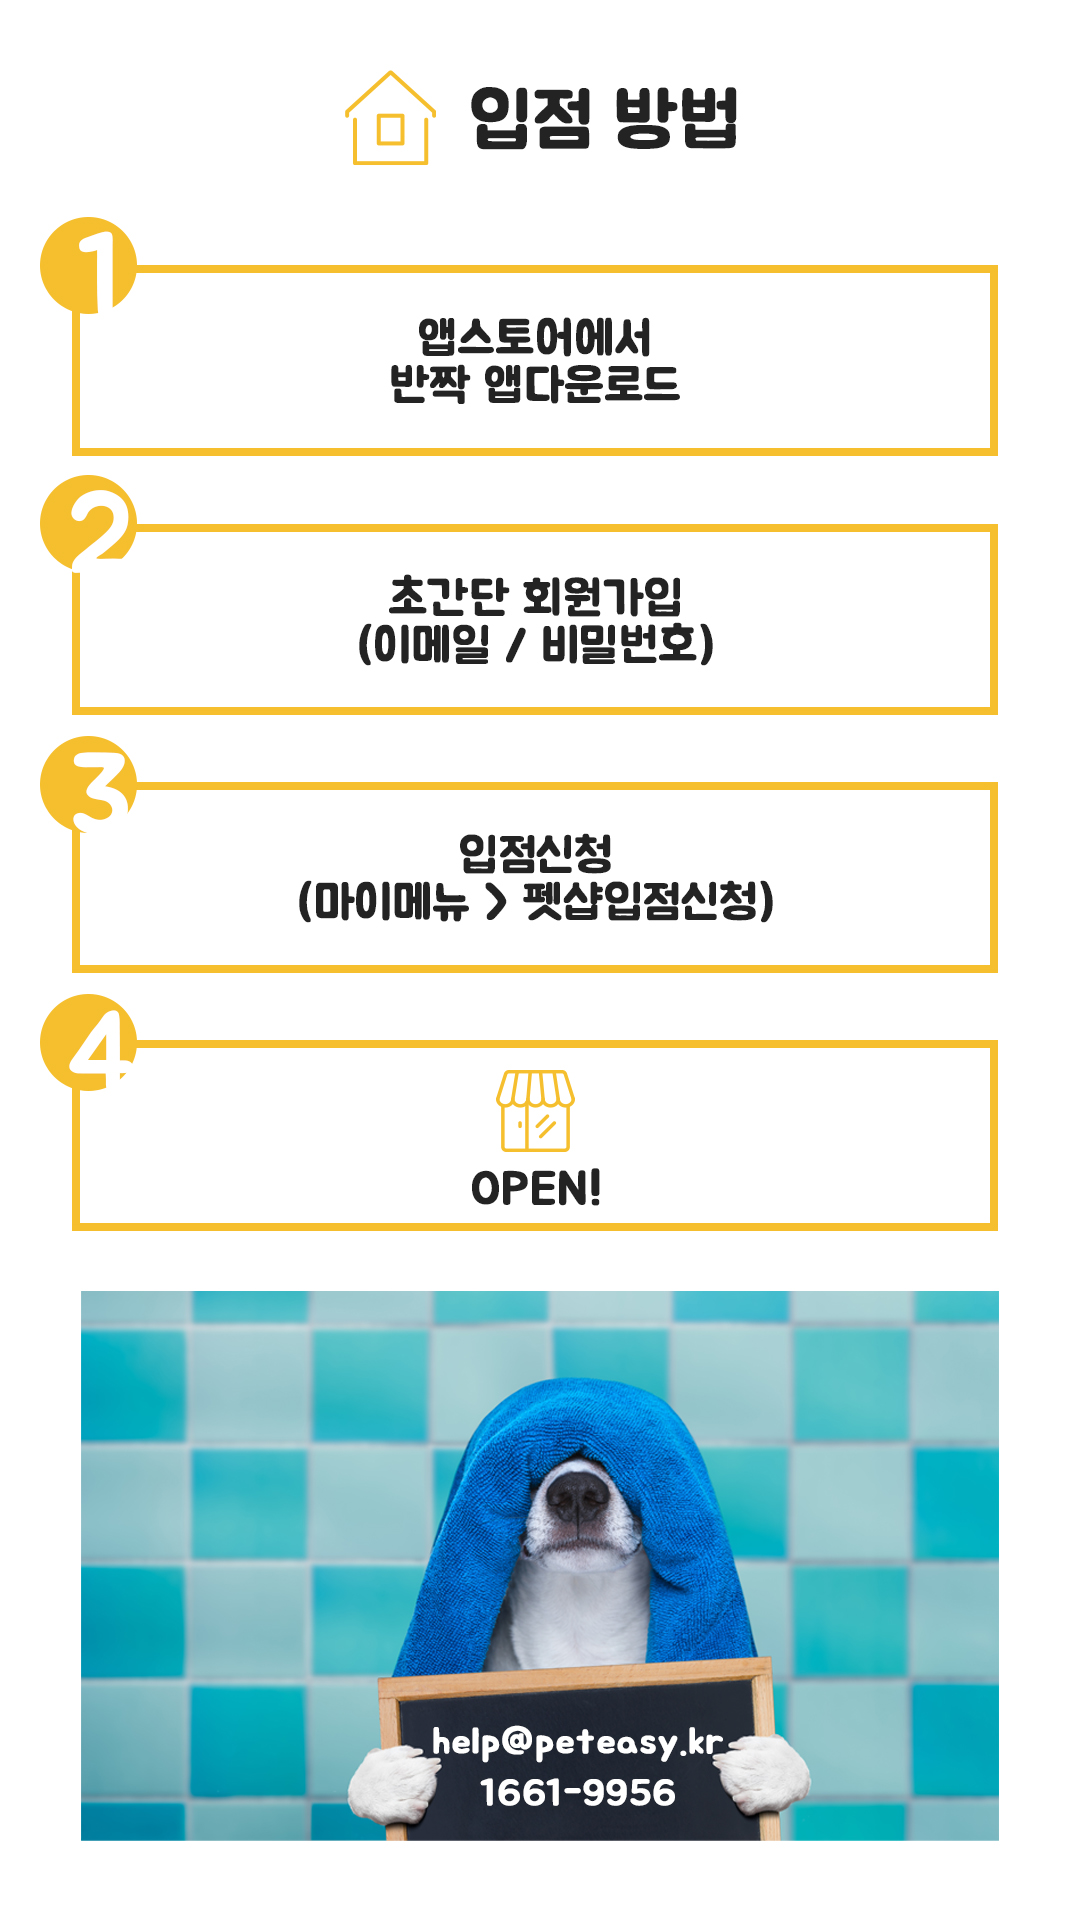 입점 방법
1
앱스토어에서
반짝 앱다운로드
2
초간단 회원가입
(이메일 / 비밀번호)
3
입점신청
(마이메뉴 > 펫샵입점신청)
4
OPEN!
help@peteasy.kr
1661-9956